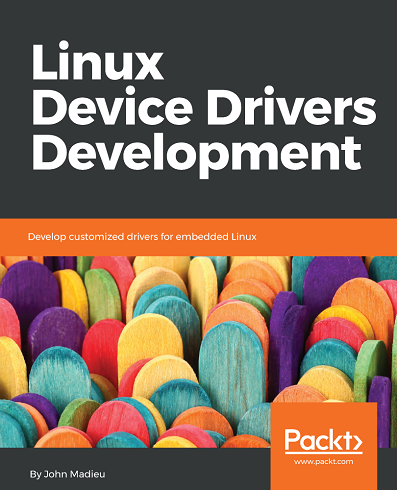 Linux
Device Drivers
Development
Develop customized drivers for embedded Linux
Packt>
www.packt.com
By John Madieu